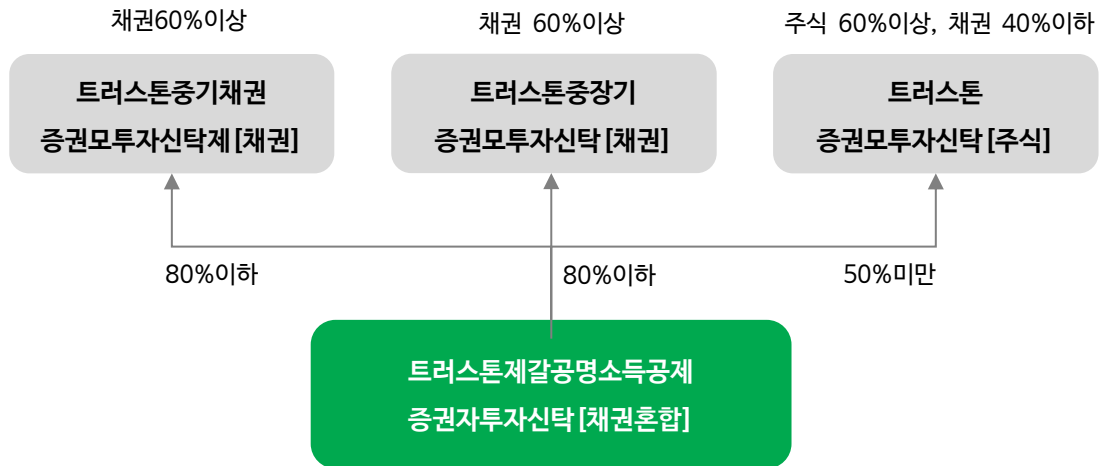 채권60%이상
채권 60%이상
주식 60%이상, 채권 40%이하
트러스톤중기채권
증권모투자신탁제[채권]
트러스톤중장기
증권모투자신탁[채권]
트러스톤
증권모투자신탁[주식]
80%이하
80%이하
50%미만
트러스톤제갈공명소득공제
증권자투자신탁[채권혼합]